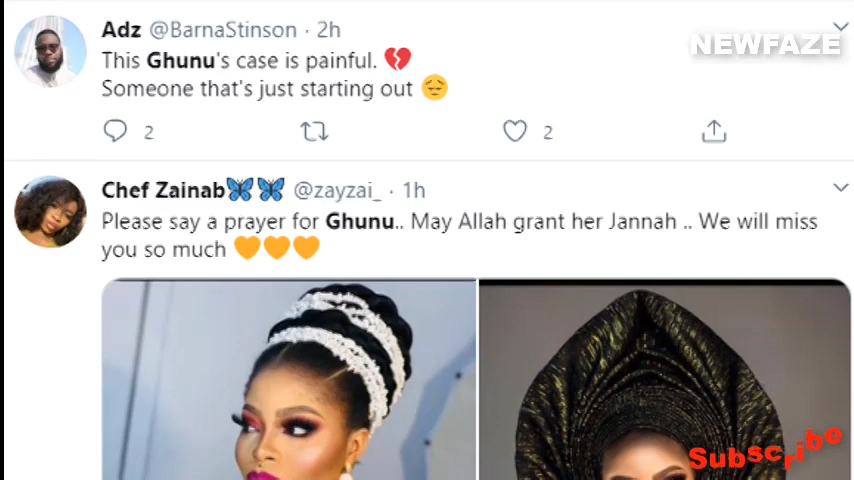 Adz @BarnaStinson · 2h
NEWFAZE
This Ghunu's case is painful. 💔
Someone that's just starting out 😔
2 2
Chef Zainab🦋🦋 @zayzai_ · 1h
Please say a prayer for Ghunu.. May Allah grant her Jannah .. We will miss
you so much 🧡🧡🧡
Subscribe